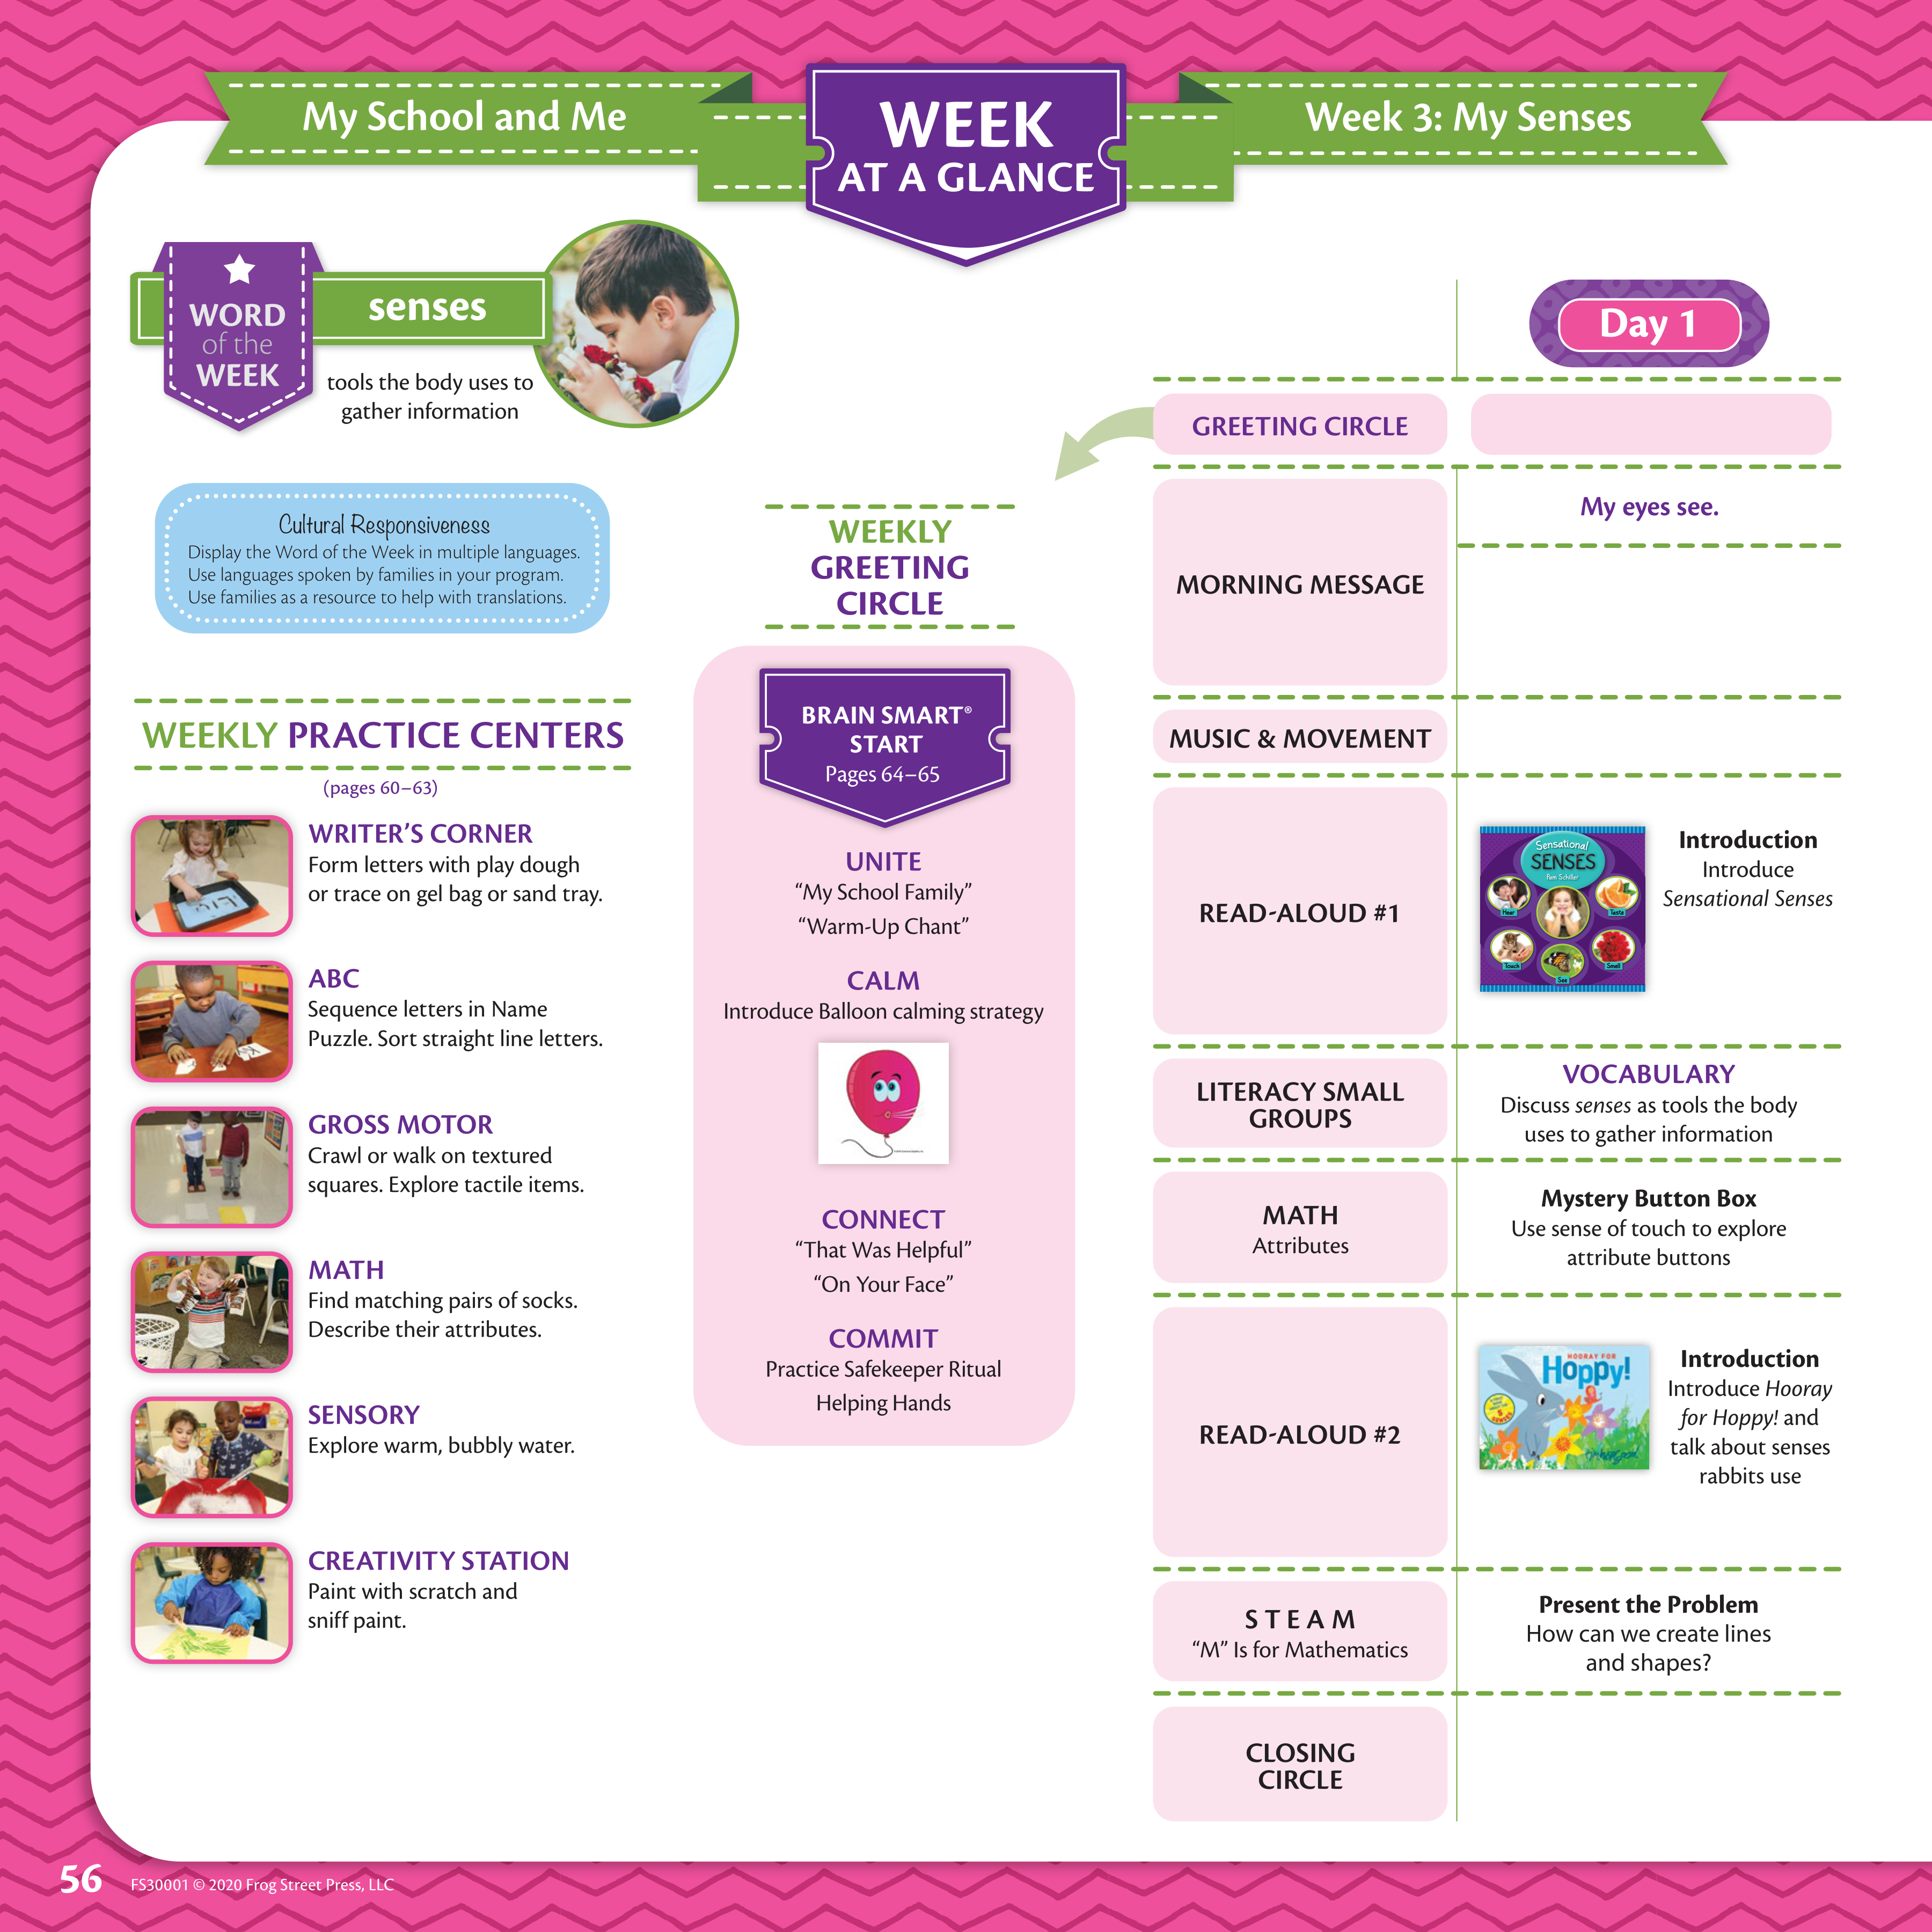 My School and Me
WEEK
AT A GLANCE
Week 3: My Senses
WORD
of the
WEEK
senses
tools the body uses to
gather information
Cultural Responsiveness
Display the Word of the Week in multiple languages.
Use languages spoken by families in your program.
Use families as a resource to help with translations.
WEEKLY PRACTICE CENTERS
(pages 60–63)
WRITER’S CORNER
Form letters with play dough
or trace on gel bag or sand tray.
ABC
Sequence letters in Name
Puzzle. Sort straight line letters.
GROSS MOTOR
Crawl or walk on textured
squares. Explore tactile items.
MATH
Find matching pairs of socks.
Describe their attributes.
SENSORY
Explore warm, bubbly water.
CREATIVITY STATION
Paint with scratch and
sniff paint.
WEEKLY
GREETING
CIRCLE
BRAIN SMART®
START
Pages 64–65
UNITE
“My School Family”
“Warm-Up Chant”
CALM
Introduce Balloon calming strategy
CONNECT
“That Was Helpful”
“On Your Face”
COMMIT
Practice Safekeeper Ritual
Helping Hands
Day 1
GREETING CIRCLE
MORNING MESSAGE
My eyes see.
MUSIC & MOVEMENT
READ-ALOUD #1
Sensational
SENSES
Pam Schiller
Hear
Taste
Touch
See
Smell
Introduction
Introduce
Sensational Senses
LITERACY SMALL
GROUPS
VOCABULARY
Discuss senses as tools the body
uses to gather information
MATH
Attributes
Mystery Button Box
Use sense of touch to explore
attribute buttons
READ-ALOUD #2
HOORAY FOR
Hoppy!
5
SENSES
Introduction
Introduce Hooray
for Hoppy! and
talk about senses
rabbits use
STEAM
“M” Is for Mathematics
Present the Problem
How can we create lines
and shapes?
CLOSING
CIRCLE
56
FS30001 © 2020 Frog Street Press, LLC